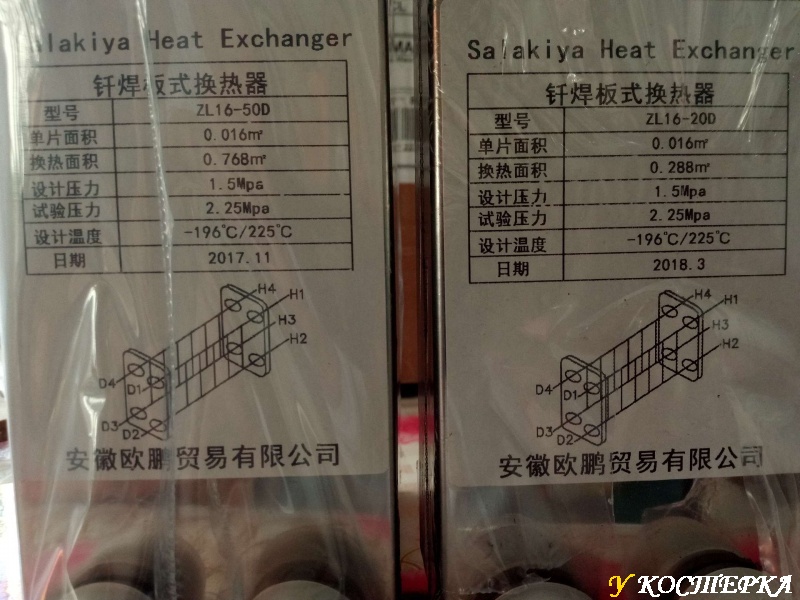 Salakiya Heat Exchanger
钎焊板式换热器
型号 ZL16-50D
单片面积 0.016㎡
换热面积 0.768㎡
设计压力 1.5Mpa
试验压力 2.25Mpa
设计温度 -196℃/225℃
日期 2017.11
H4
H1
H3
H2
D4
D1
D3
D2
安徽欧鹏贸易有限公司
Salakiya Heat Exchanger
钎焊板式换热器
型号 ZL16-20D
单片面积 0.016㎡
换热面积 0.288㎡
设计压力 1.5Mpa
试验压力 2.25Mpa
设计温度 -196℃/225℃
日期 2018.3
H4
H1
H3
H2
D4
D1
D3
D2
安徽欧鹏贸易有限公司
У КОСТЕРКА